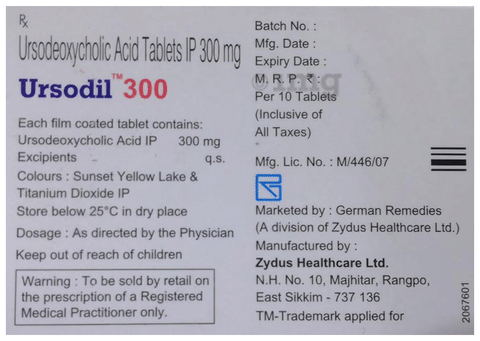 Rx
Ursodeoxycholic Acid Tablets IP 300 mg
Ursodil™300
Each film coated tablet contains:
Ursodeoxycholic Acid IP 300 mg
Excipients q.s.
Colours : Sunset Yellow Lake &
Titanium Dioxide IP
Store below 25°C in dry place
Dosage : As directed by the Physician
Keep out of reach of children
Warning : To be sold by retail on
the prescription of a Registered
Medical Practitioner only.
Batch No. :
Mfg. Date :
Expiry Date :
M. R. P. ₹ :
Per 10 Tablets
(Inclusive of
All Taxes)
Mfg. Lic. No. : M/446/07
Marketed by : German Remedies
(A division of Zydus Healthcare Ltd.)
Manufactured by :
Zydus Healthcare Ltd.
N.H. No. 10, Majhitar, Rangpo,
East Sikkim - 737 136
TM-Trademark applied for
2067601